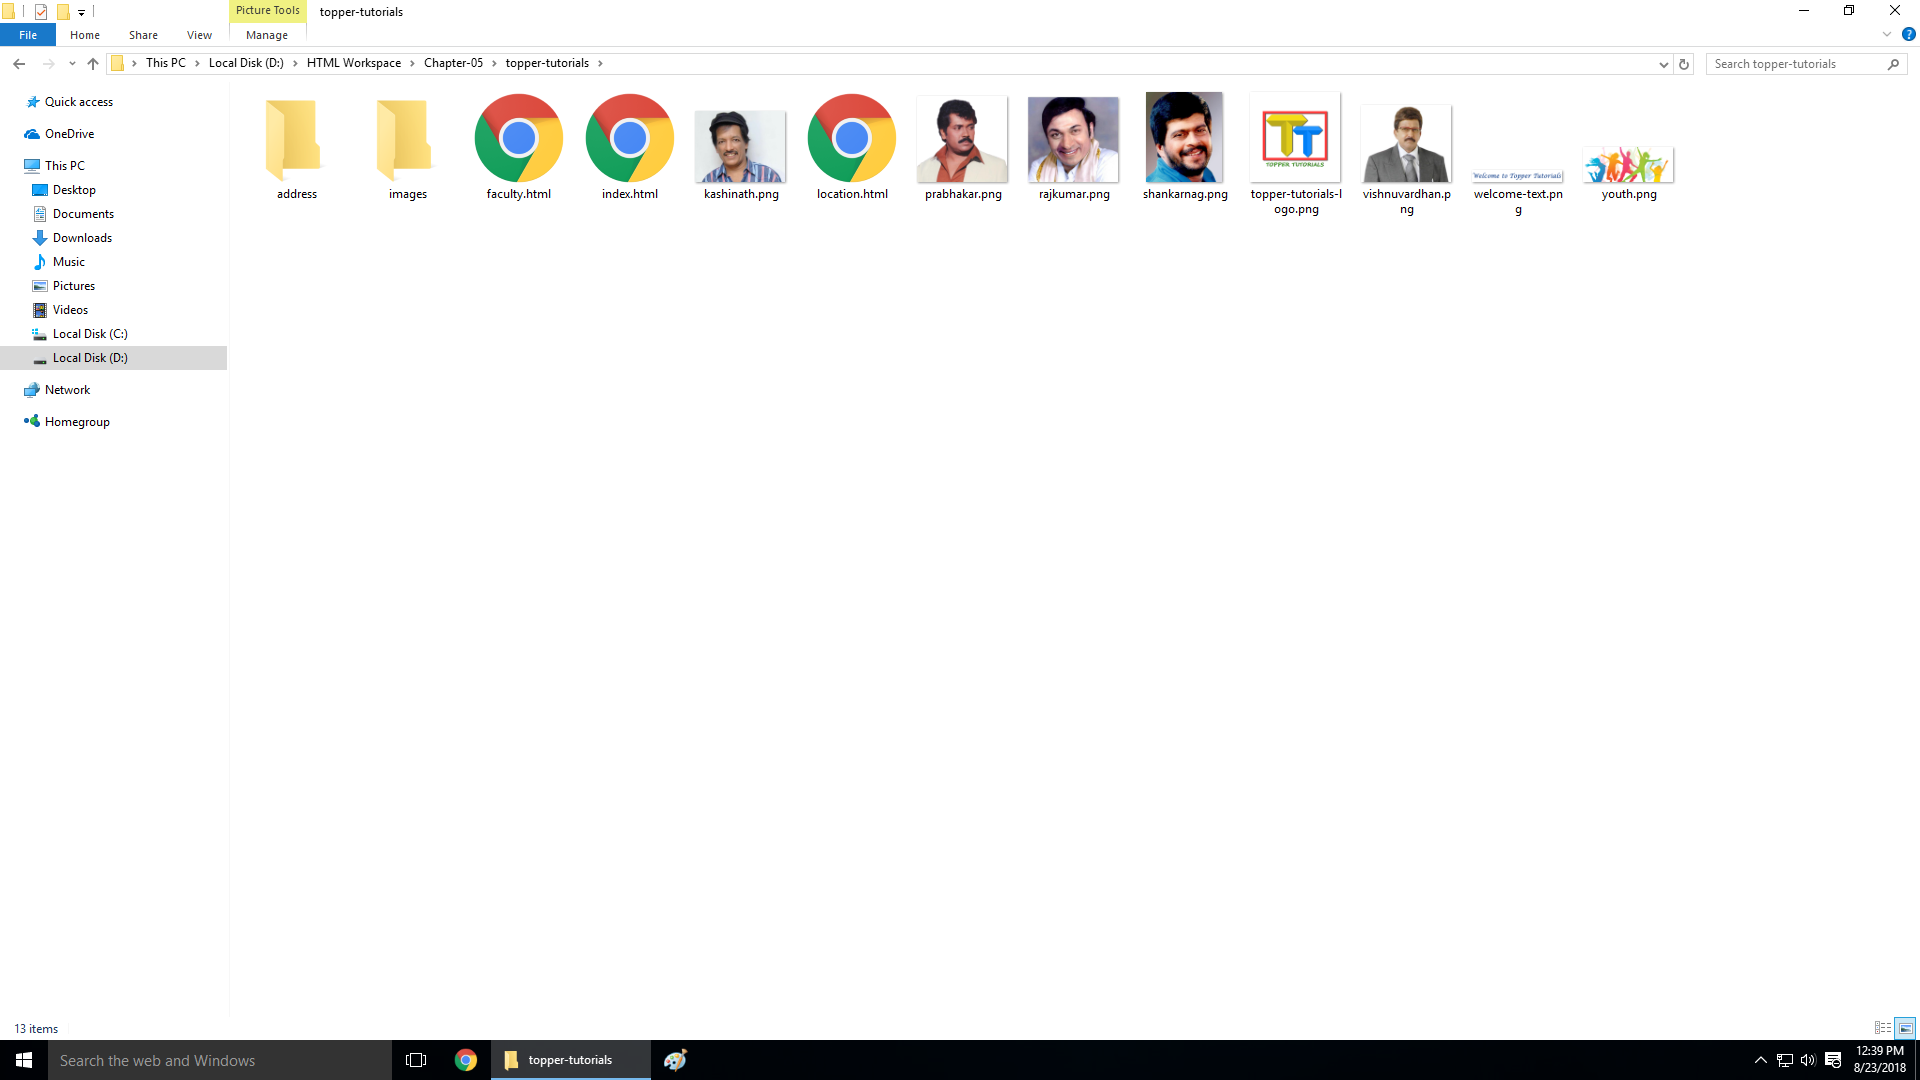 Picture Tools
topper-tutorials
File
Home
Share
View
Manage
This PC
Local Disk (D:)
HTML Workspace
Chapter-05
topper-tutorials
Search topper-tutorials
Quick access
OneDrive
This PC
Desktop
Documents
Downloads
Music
Pictures
Videos
Local Disk (C:)
Local Disk (D:)
Network
Homegroup
TT
TOPPER TUTORIALS
Welcome to Topper Tutorials
address
images
faculty.html
index.html
kashinath.png
location.html
prabhakar.png
rajkumar.png
shankarnag.png
topper-tutorials-l
ogo.png
vishnuvardhan.p
ng
welcome-text.pn
g
youth.png
13 items
Search the web and Windows
topper-tutorials
12:39 PM
8/23/2018